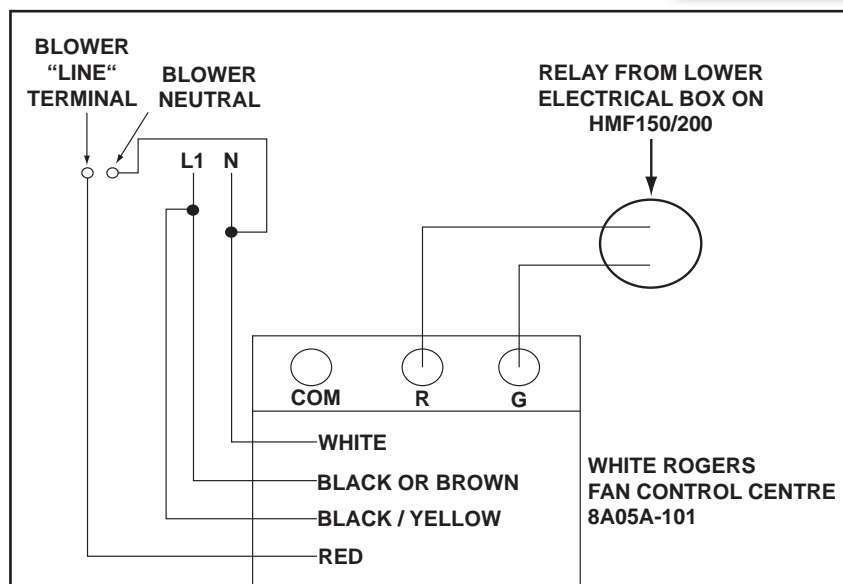 BLOWER
“LINE“
TERMINAL
BLOWER
NEUTRAL
RELAY FROM LOWER
ELECTRICAL BOX ON
HMF150/200
L1 N
COM R G
WHITE
BLACK OR BROWN
BLACK / YELLOW
RED
WHITE ROGERS
FAN CONTROL CENTRE
8A05A-101